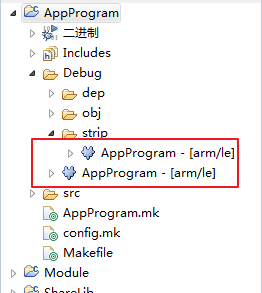 AppProgram
二进制
Includes
Debug
dep
obj
strip
AppProgram - [arm/le]
AppProgram - [arm/le]
src
AppProgram.mk
config.mk
Makefile
Module
ShareLib